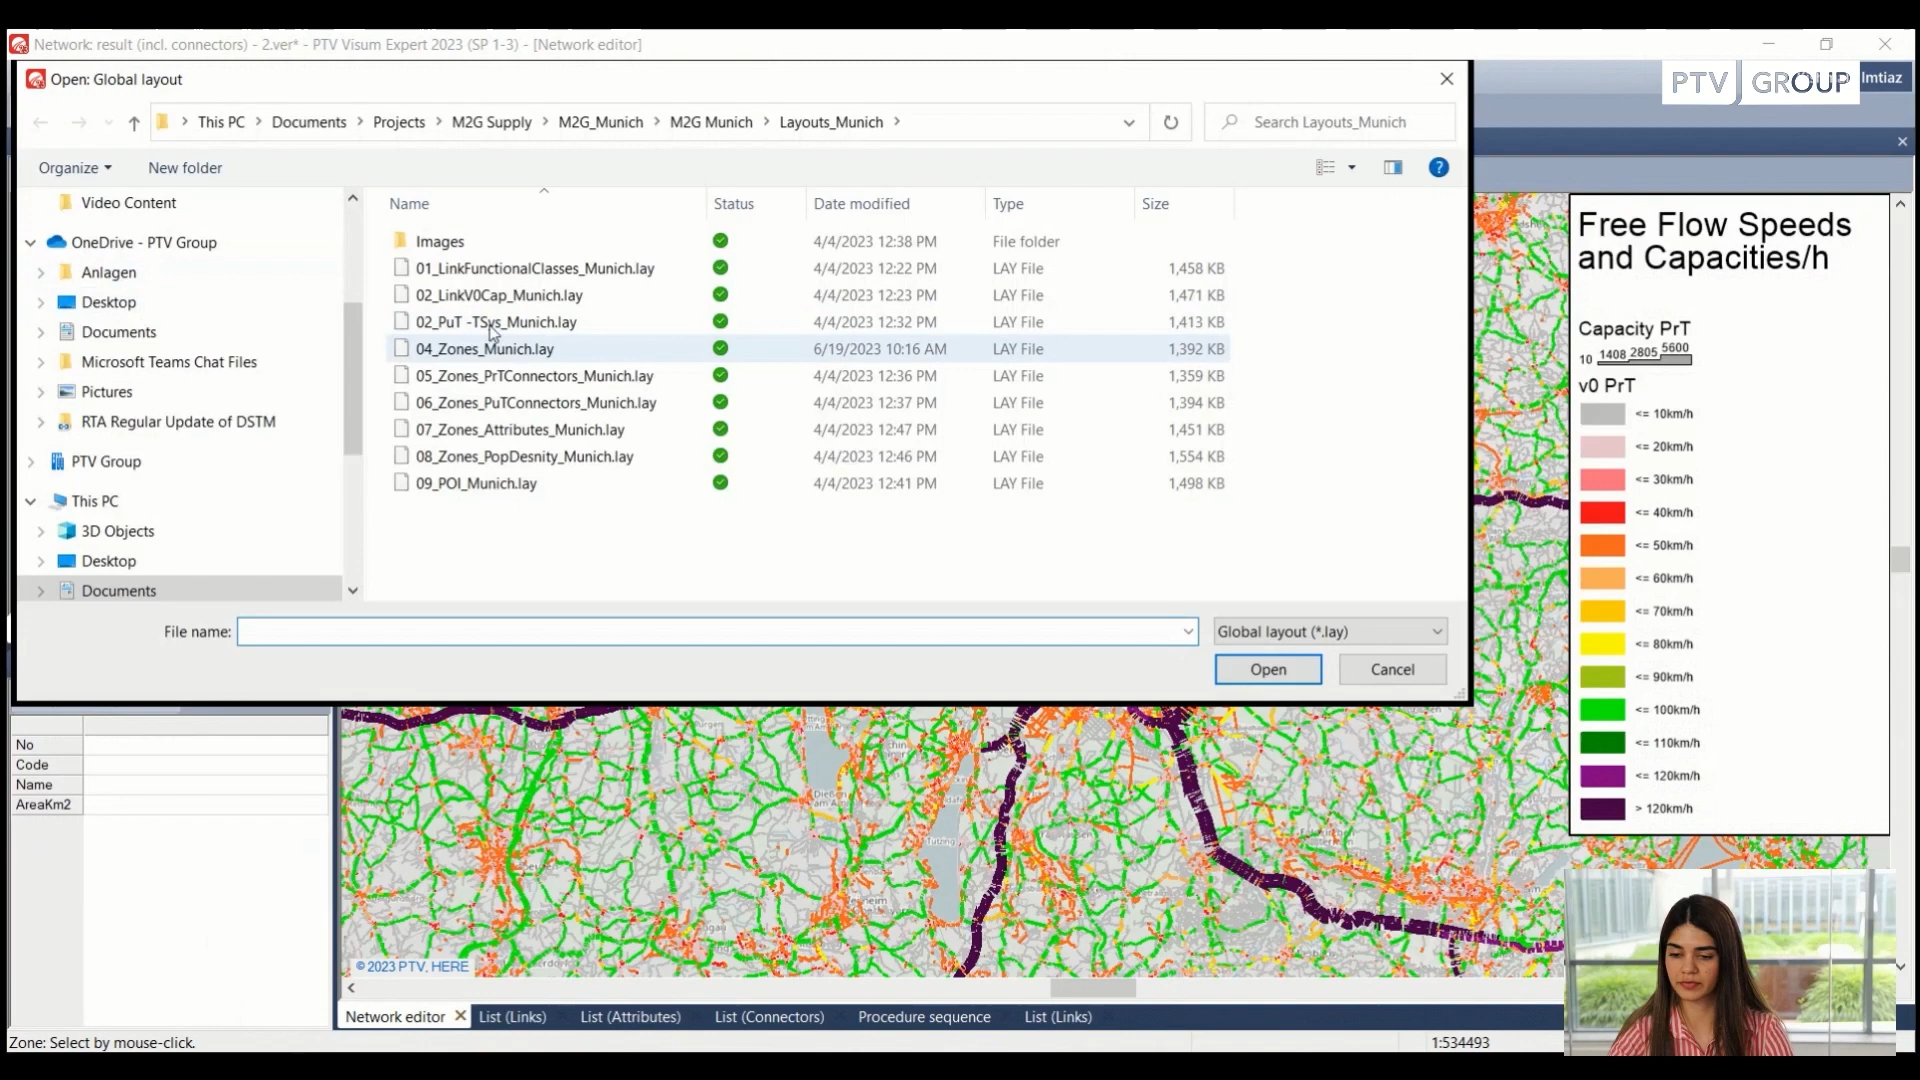 Network: result (incl. connectors) - 2.ver* - PTV Visum Expert 2023 (SP 1-3) - [Network editor]
Open: Global layout
PTV GROUP
Imtiaz
This PC > Documents > Projects > M2G Supply > M2G_Munich > M2G Munich > Layouts_Munich >
Search Layouts_Munich
Organize
New folder
Name
Status
Date modified
Type
Size
Video Content
OneDrive - PTV Group
Anlagen
Desktop
Documents
Microsoft Teams Chat Files
Pictures
RTA Regular Update of DSTM
PTV Group
This PC
3D Objects
Desktop
Documents
Images 4/4/2023 12:38 PM File folder
01_LinkFunctionalClasses_Munich.lay 4/4/2023 12:22 PM LAY File 1,458 KB
02_LinkV0Cap_Munich.lay 4/4/2023 12:23 PM LAY File 1,471 KB
02_PuT -TSys_Munich.lay 4/4/2023 12:32 PM LAY File 1,413 KB
04_Zones_Munich.lay 6/19/2023 10:16 AM LAY File 1,392 KB
05_Zones_PrTConnectors_Munich.lay 4/4/2023 12:36 PM LAY File 1,359 KB
06_Zones_PuTConnectors_Munich.lay 4/4/2023 12:37 PM LAY File 1,394 KB
07_Zones_Attributes_Munich.lay 4/4/2023 12:47 PM LAY File 1,451 KB
08_Zones_PopDesnity_Munich.lay 4/4/2023 12:46 PM LAY File 1,554 KB
09_POI_Munich.lay 4/4/2023 12:41 PM LAY File 1,498 KB
File name:
Global layout (*.lay)
Open
Cancel
Free Flow Speeds
and Capacities/h
Capacity PrT
10 1408 2805 5600
v0 PrT
<= 10km/h
<= 20km/h
<= 30km/h
<= 40km/h
<= 50km/h
<= 60km/h
<= 70km/h
<= 80km/h
<= 90km/h
<= 100km/h
<= 110km/h
<= 120km/h
> 120km/h
No
Code
Name
AreaKm2
Dießen
am Am
Tutzing
© 2023 PTV, HERE
Network editor
List (Links)
List (Attributes)
List (Connectors)
Procedure sequence
List (Links)
Zone: Select by mouse-click.
1:534493